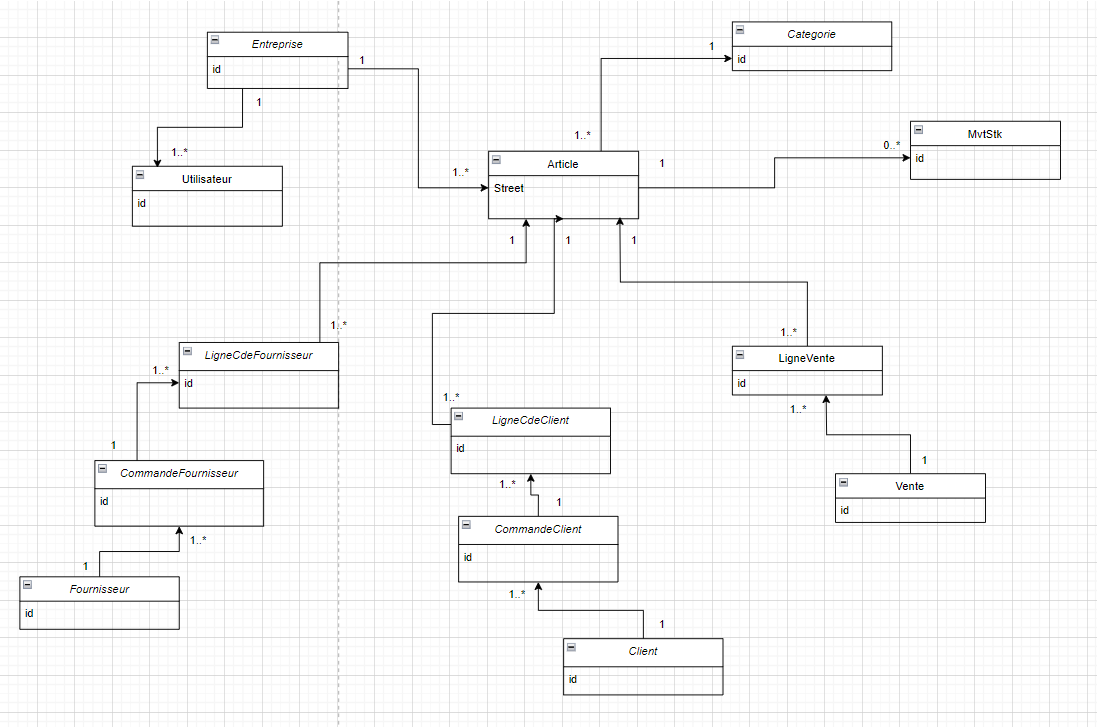 Entreprise
id
1
1
1..*
Utilisateur
id
Categorie
id
1
1..*
MvtStk
id
0..*
1
Article
Street
1..*
1
1
1
1..*
LigneCdeFournisseur
id
1..*
1
CommandeFournisseur
id
1..*
1
Fournisseur
id
1..*
LigneCdeClient
id
1..*
1
CommandeClient
id
1..*
1
Client
id
1..*
LigneVente
id
1..*
1
Vente
id